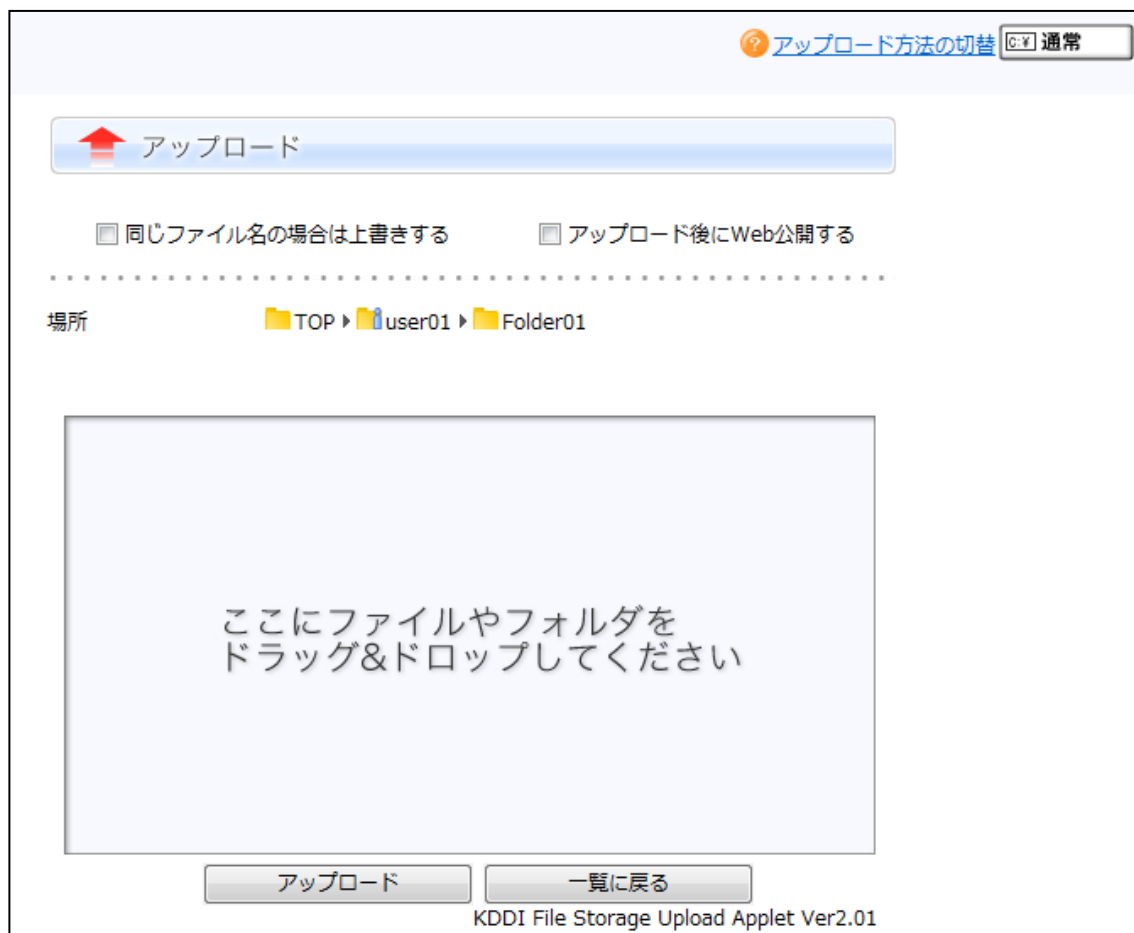 アップロード方法の切替 C:¥ 通常
アップロード
同じファイル名の場合は上書きする アップロード後にWeb公開する
場所 TOP user01 Folder01
ここにファイルやフォルダを
ドラッグ&ドロップしてください
アップロード 一覧に戻る
KDDI File Storage Upload Applet Ver2.01